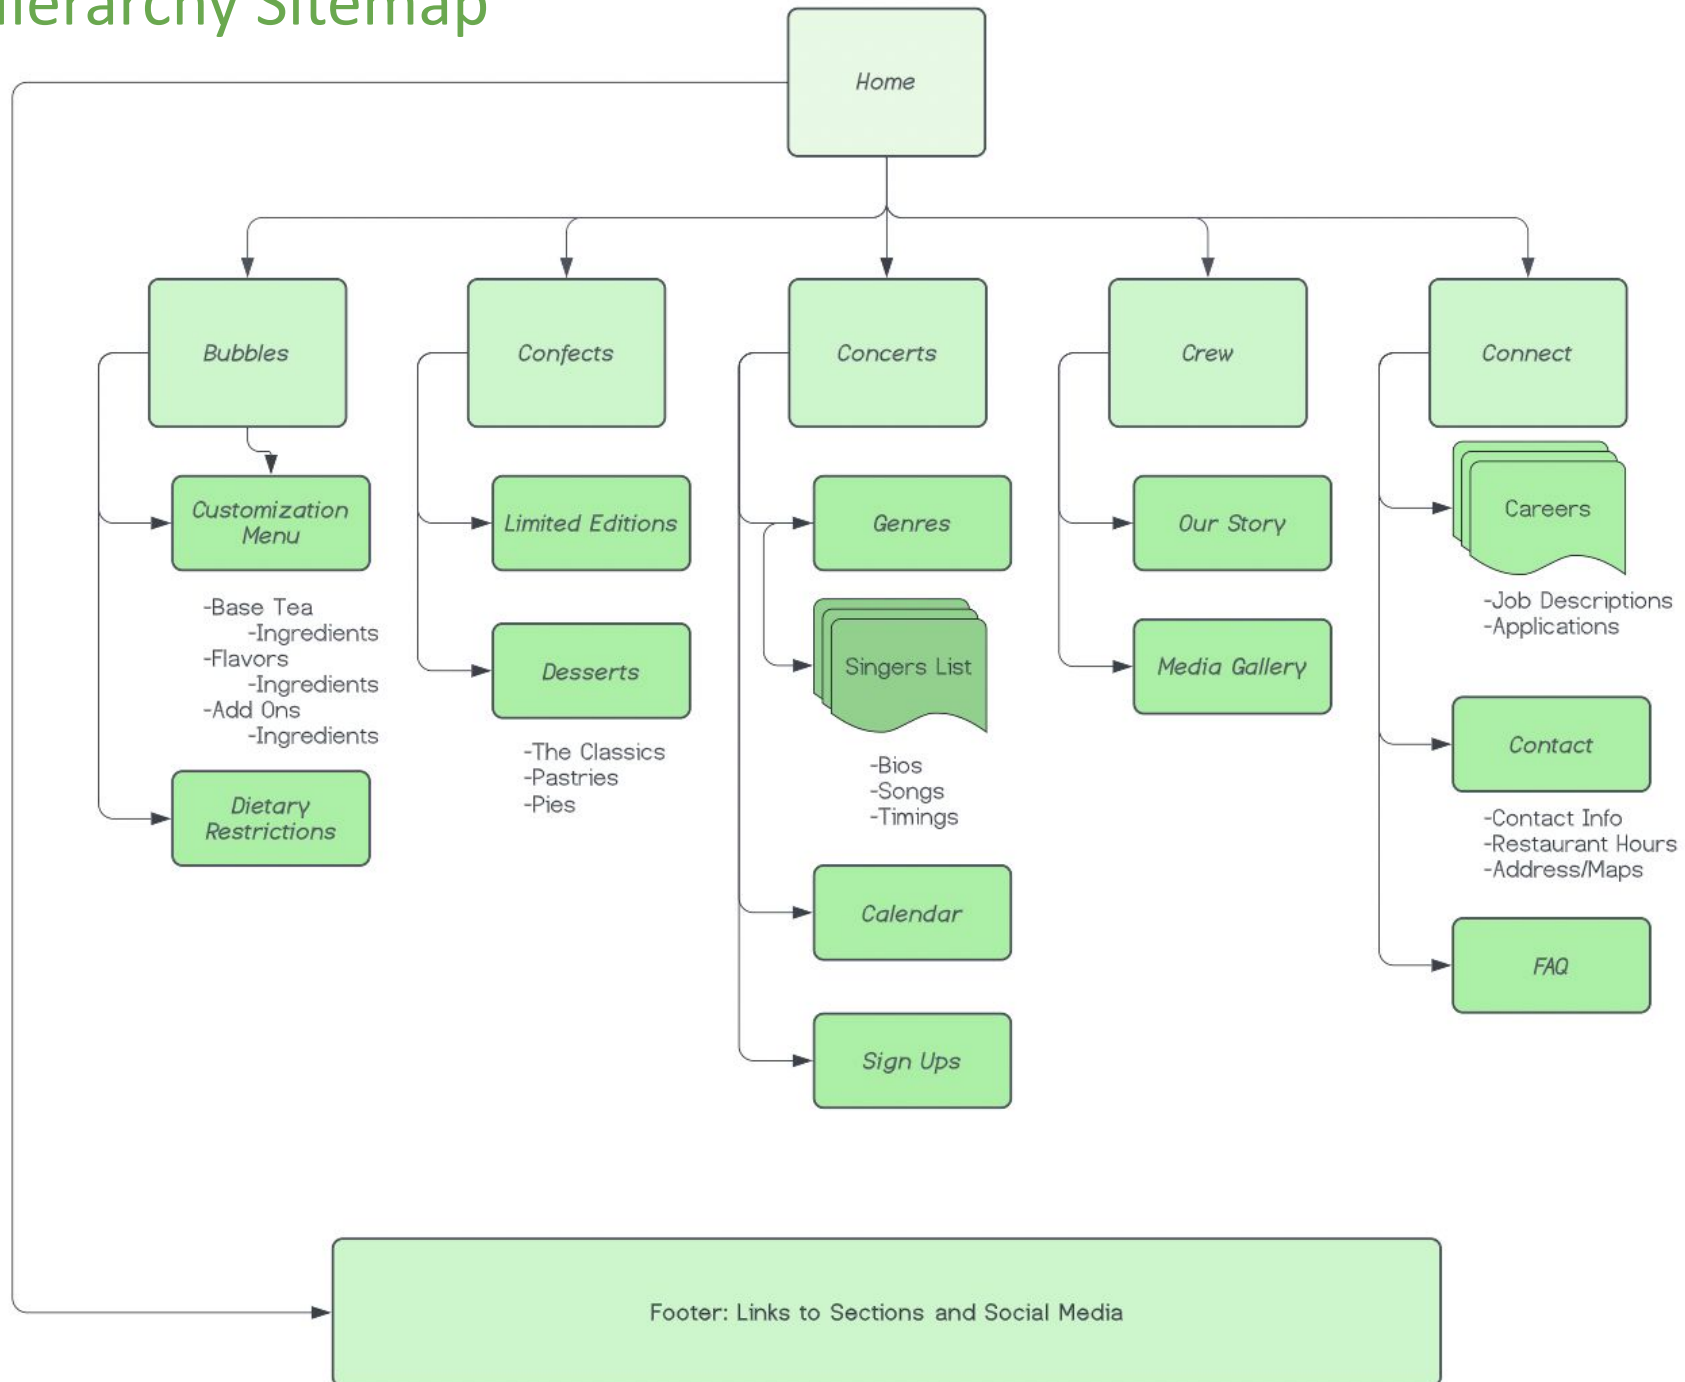 Hierarchy Sitemap
Home
Bubbles
Confects
Concerts
Crew
Connect
Customization
Menu
-Base Tea
-Ingredients
-Flavors
-Ingredients
-Add Ons
-Ingredients
Dietary
Restrictions
Limited Editions
Desserts
-The Classics
-Pastries
-Pies
Genres
Singers List
-Bios
-Songs
-Timings
Calendar
Sign Ups
Our Story
Media Gallery
Careers
-Job Descriptions
-Applications
Contact
-Contact Info
-Restaurant Hours
-Address/Maps
FAQ
Footer: Links to Sections and Social Media